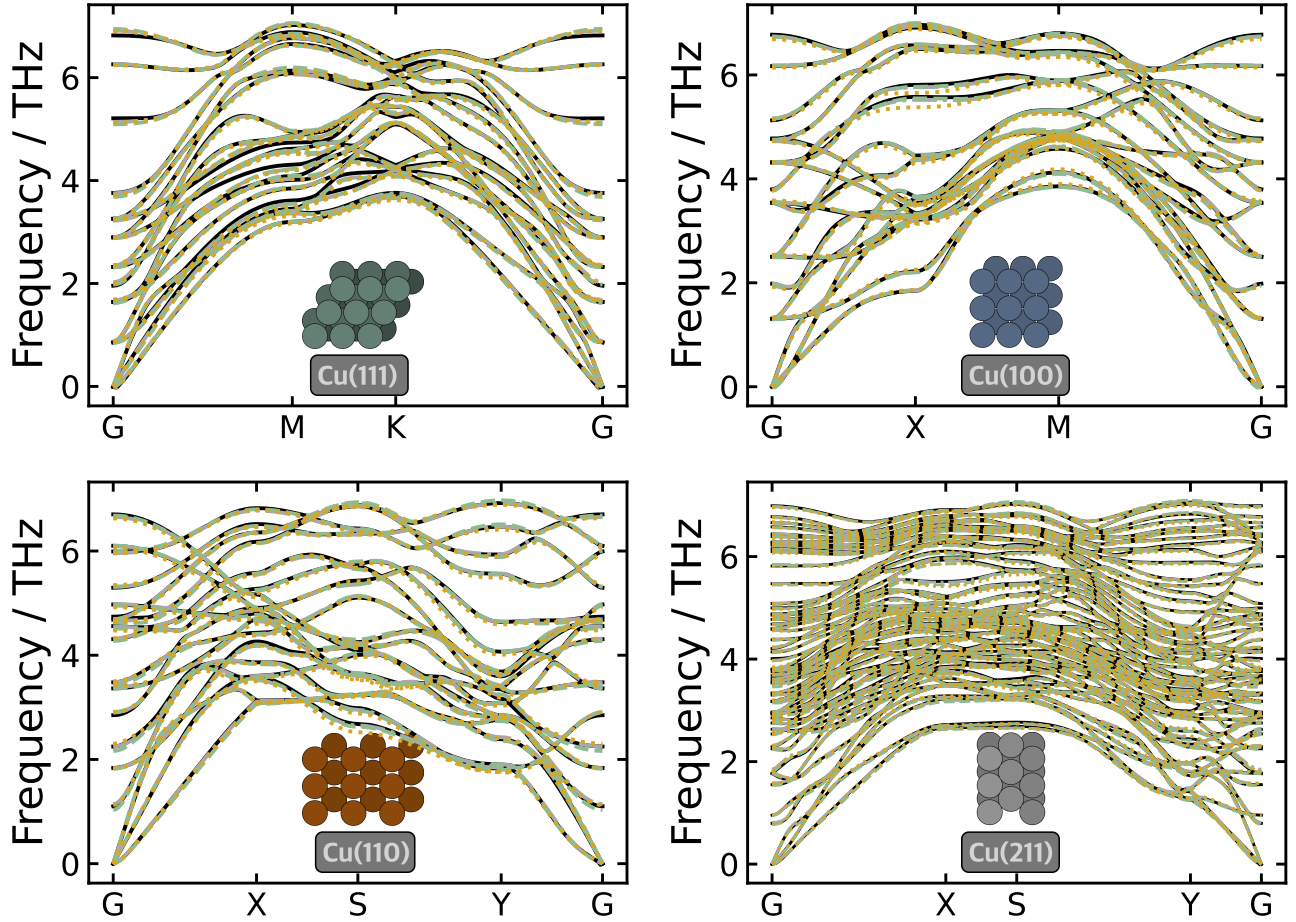 Frequency / THz
6
4
2
0
Cu(111)
G M K G
Frequency / THz
6
4
2
0
Cu(100)
G X M G
Frequency / THz
6
4
2
0
Cu(110)
G X S Y G
Frequency / THz
6
4
2
0
Cu(211)
G X S Y G